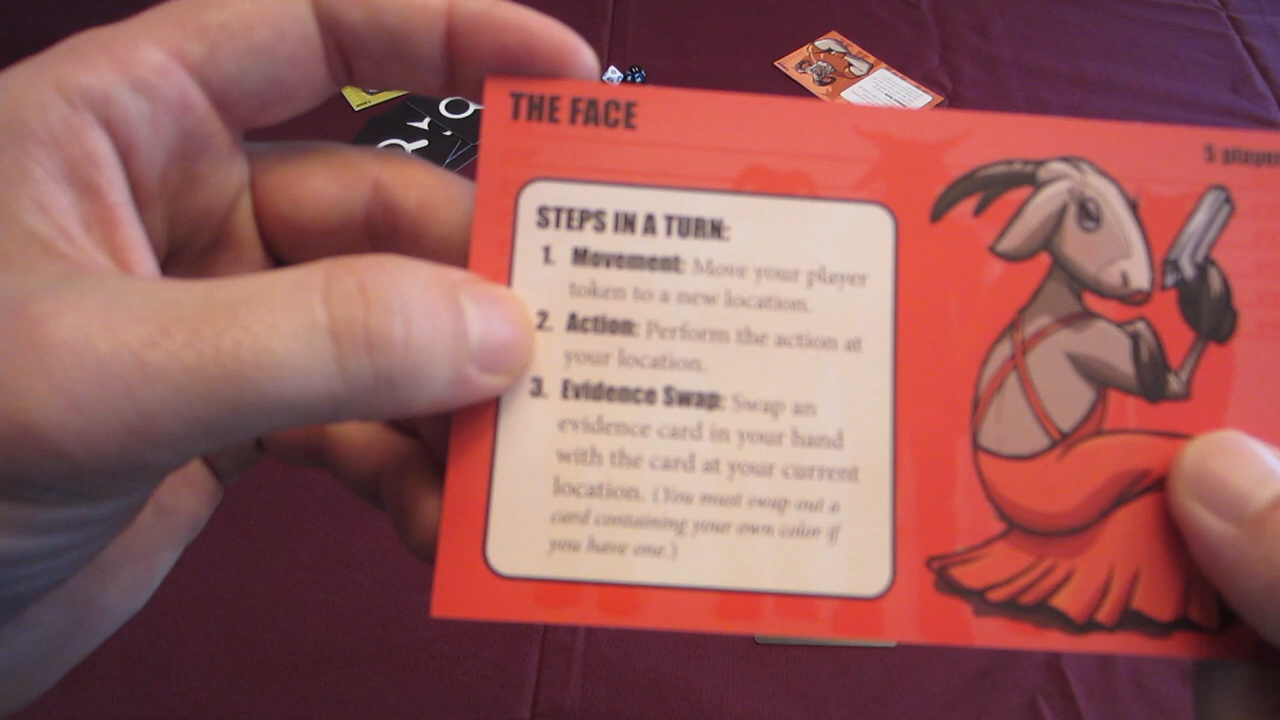 THE FACE
5 player
STEPS IN A TURN:
1. Movement: Move your player
token to a new location.
2. Action: Perform the action at
your location.
3. Evidence Swap: Swap an
evidence card in your hand
with the card at your current
location. (You must swap out a
card containing your own color if
you have one.)